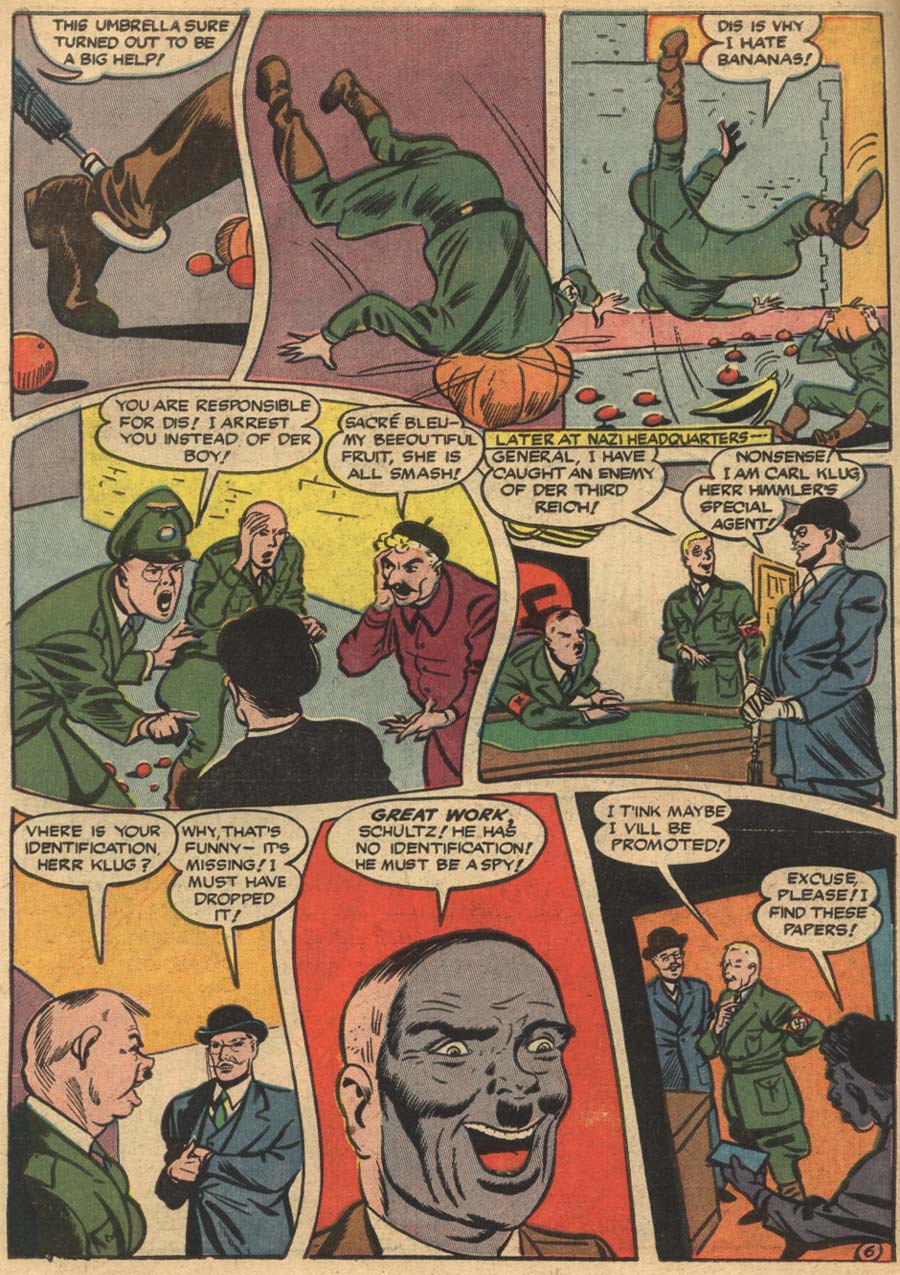 THIS UMBRELLA SURE
TURNED OUT TO BE
A BIG HELP!
DIS IS VHY
I HATE
BANANAS!
YOU ARE RESPONSIBLE
FOR DIS! I ARREST
YOU INSTEAD OF DER
BOY!
SACRÉ BLEU—
MY BEEOUTIFUL
FRUIT, SHE IS
ALL SMASH!
LATER AT NAZI HEADQUARTERS---
GENERAL, I HAVE
CAUGHT AN ENEMY
OF DER THIRD
REICH!
NONSENSE!
I AM CARL KLUG,
HERR HIMMLER'S
SPECIAL
AGENT!
VHERE IS YOUR
IDENTIFICATION,
HERR KLUG?
WHY, THAT'S
FUNNY— IT'S
MISSING! I
MUST HAVE
DROPPED
IT!
GREAT WORK,
SCHULTZ! HE HAS
NO IDENTIFICATION!
HE MUST BE A SPY!
I T'INK MAYBE
I VILL BE
PROMOTED!
EXCUSE,
PLEASE! I
FIND THESE
PAPERS!
6